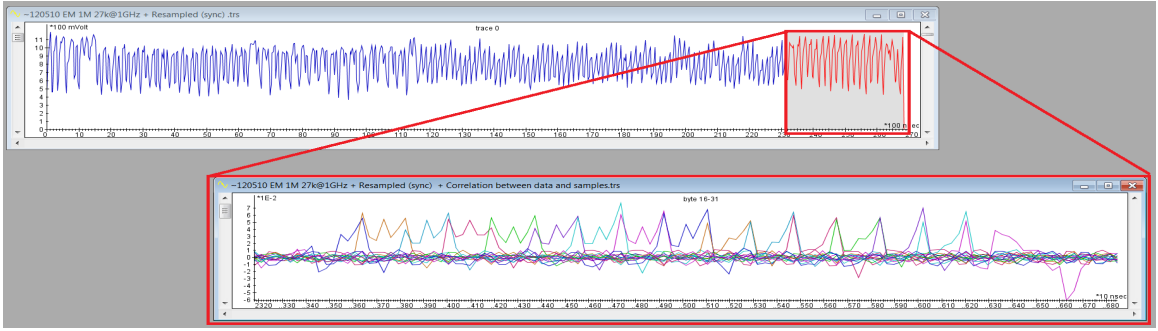 ~120510 EM 1M 27k@1GHz + Resampled (sync) .trs
*100 mVolt
trace 0
11
10
9
8
7
6
5
4
3
2
1
0
0 10 20 30 40 50 60 70 80 90 100 110 120 130 140 150 160 170 180 190 200 210 220 230 240 250 260 270
*100 nsec
~120510 EM 1M 27k@1GHz + Resampled (sync) + Correlation between data and samples.trs
*1E-2
byte 16-31
7
6
5
4
3
2
1
0
-1
-2
-3
-4
-5
-6
*10 nsec
2320 .330 .340 .350 .360 .370 .380 .390 .400 .410 .420 .430 .440 .450 .460 .470 .480 .490 .500 .510 .520 .530 .540 .550 .560 .570 .580 .590 .600 .610 .620 .630 .640 .650 .660 .670 .680